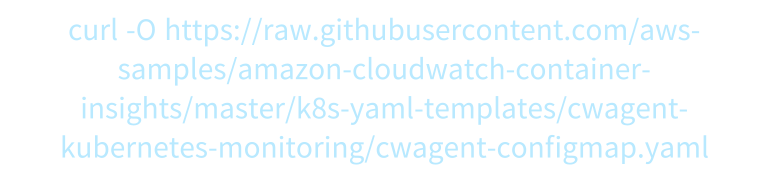 curl -O https://raw.githubusercontent.com/aws-
samples/amazon-cloudwatch-container-
insights/master/k8s-yaml-templates/cwagent-
kubernetes-monitoring/cwagent-configmap.yaml